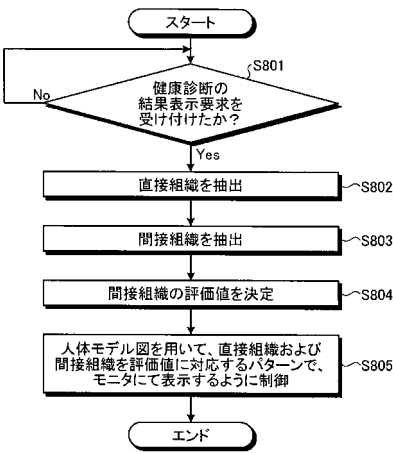 スタート
S801
健康診断の
結果表示要求を
受け付けたか？
No
Yes
直接組織を抽出
S802
間接組織を抽出
S803
間接組織の評価値を決定
S804
人体モデル図を用いて、直接組織および
間接組織を評価値に対応するパターンで、
モニタにて表示するように制御
S805
エンド